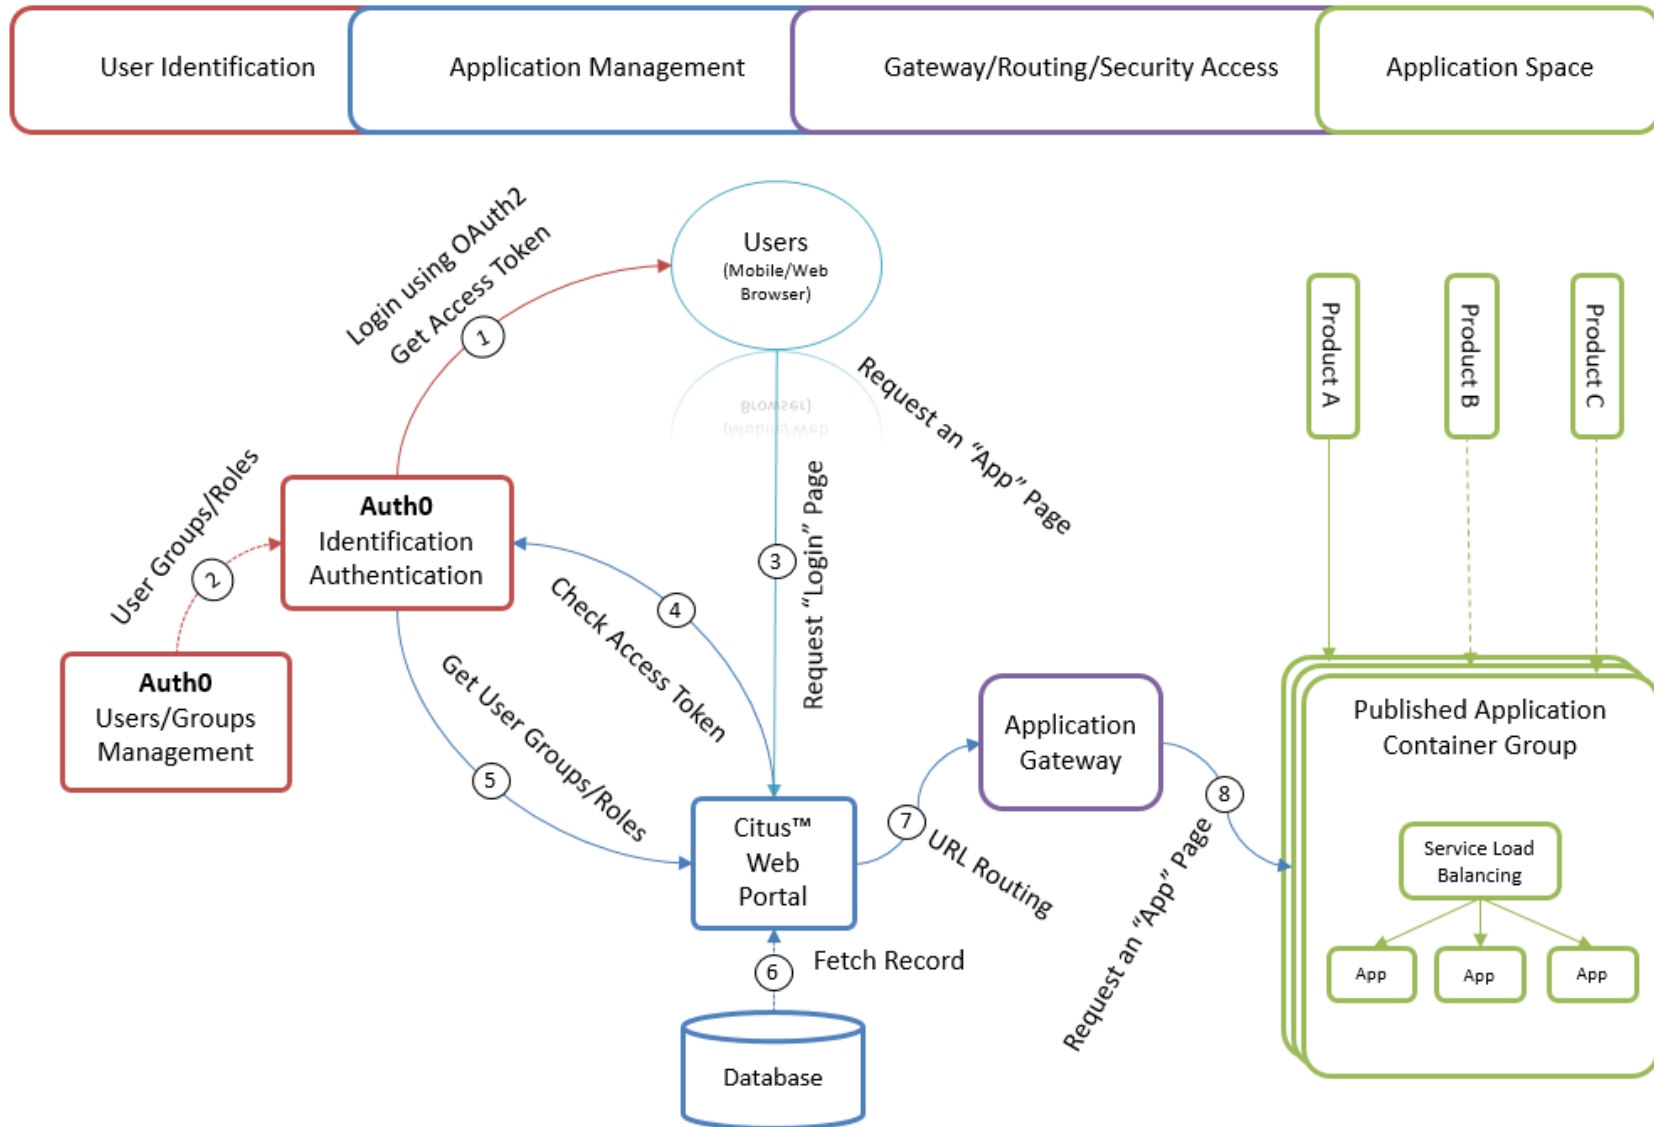 User Identification
Application Management
Gateway/Routing/Security Access
Application Space
Login using OAuth2
Get Access Token
1
Users
(Mobile/Web
Browser)
Browser)
(Mobile/Web
Request an “App” Page
Product A
Product B
Product C
User Groups/Roles
2
Auth0
Identification
Authentication
3
Request “Login” Page
4
Check Access Token
Auth0
Users/Groups
Management
5
Get User Groups/Roles
Citus™
Web
Portal
6
Fetch Record
Database
7
URL Routing
Application
Gateway
8
Request an “App” Page
Published Application
Container Group
Service Load
Balancing
App
App
App